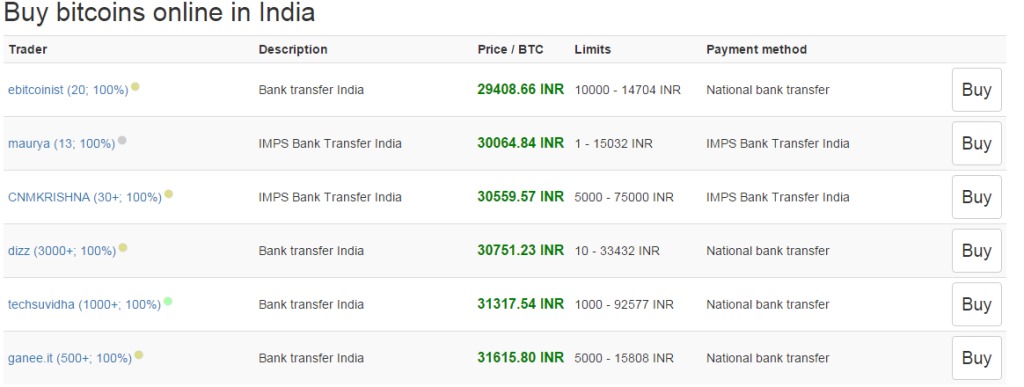 Buy bitcoins online in India
Trader Description Price / BTC Limits Payment method
ebitcoinist (20; 100%) Bank transfer India 29408.66 INR 10000 - 14704 INR National bank transfer Buy
maurya (13; 100%) IMPS Bank Transfer India 30064.84 INR 1 - 15032 INR IMPS Bank Transfer India Buy
CNMKRISHNA (30+; 100%) IMPS Bank Transfer India 30559.57 INR 5000 - 75000 INR IMPS Bank Transfer India Buy
dizz (3000+; 100%) Bank transfer India 30751.23 INR 10 - 33432 INR National bank transfer Buy
techsuvidha (1000+; 100%) Bank transfer India 31317.54 INR 1000 - 92577 INR National bank transfer Buy
ganee.it (500+; 100%) Bank transfer India 31615.80 INR 5000 - 15808 INR National bank transfer Buy